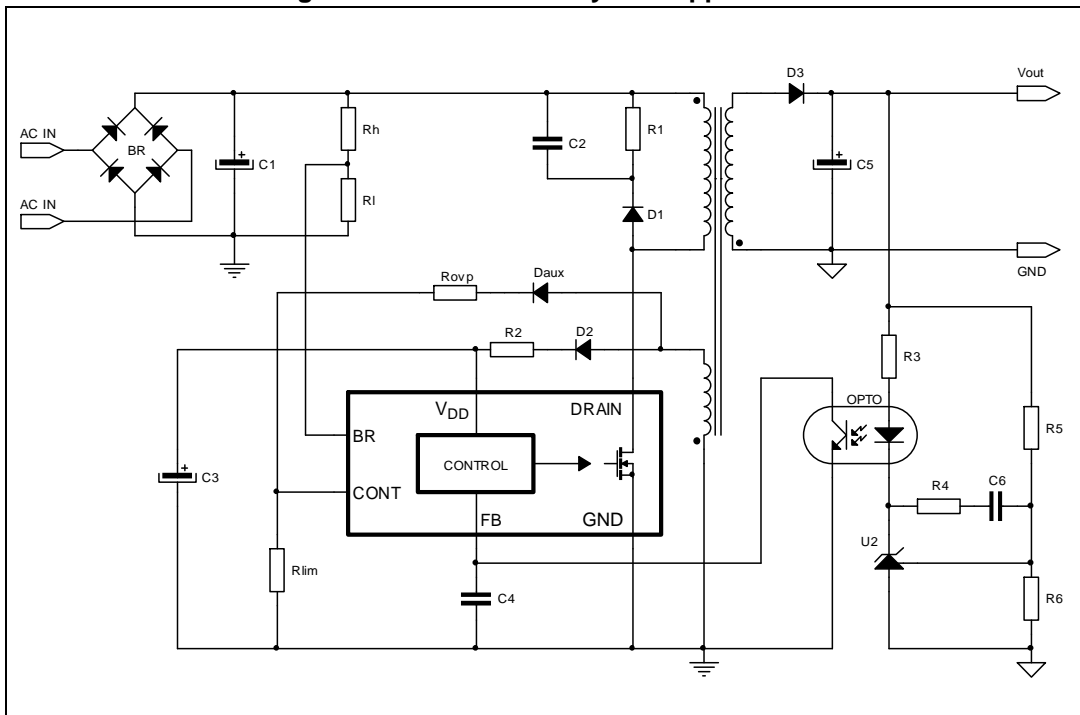 D3
Vout
AC IN
BR
C1
Rh
Rl
C2
R1
D1
C5
AC IN
GND
Rovp
Daux
R2
D2
R3
OPTO
VDD
DRAIN
BR
CONTROL
R5
C3
CONT
R4
C6
FB
GND
U2
Rlim
C4
R6